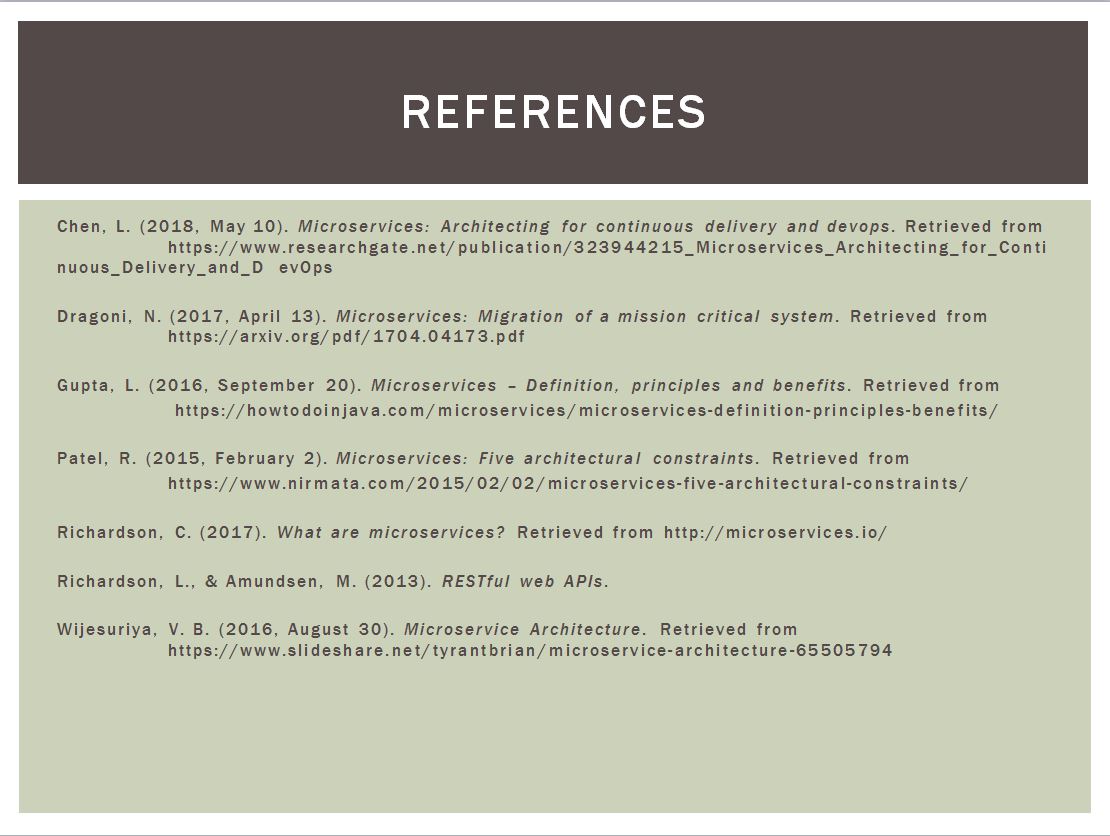 REFERENCES
Chen, L. (2018, May 10). Microservices: Architecting for continuous delivery and devops. Retrieved from
https://www.researchgate.net/publication/323944215_Microservices_Architecting_for_Conti
nuous_Delivery_and_D evOps
Dragoni, N. (2017, April 13). Microservices: Migration of a mission critical system. Retrieved from
https://arxiv.org/pdf/1704.04173.pdf
Gupta, L. (2016, September 20). Microservices – Definition, principles and benefits. Retrieved from
https://howtodoinjava.com/microservices/microservices-definition-principles-benefits/
Patel, R. (2015, February 2). Microservices: Five architectural constraints. Retrieved from
https://www.nirmata.com/2015/02/02/microservices-five-architectural-constraints/
Richardson, C. (2017). What are microservices? Retrieved from http://microservices.io/
Richardson, L., & Amundsen, M. (2013). RESTful web APIs.
Wijesuriya, V. B. (2016, August 30). Microservice Architecture. Retrieved from
https://www.slideshare.net/tyrantbrian/microservice-architecture-65505794